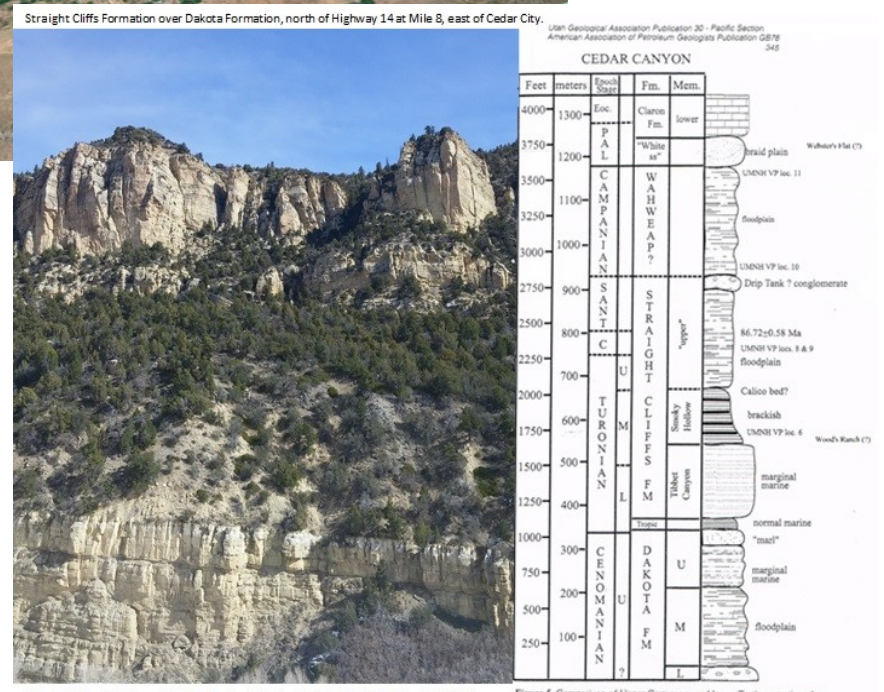 Straight Cliffs Formation over Dakota Formation, north of Highway 14 at Mile 8, east of Cedar City.
Utah Geological Association Publication 30 - Pacific Section
American Association of Petroleum Geologists Publication GB78
345
CEDAR CANYON
Feet meters Epoch Stage Fm. Mem.
4000 1300 Eoc. Claron Fm. lower
3750 1200 PAL "White ss" braid plain Webster's Flat (?)
3500 UMNH VP loc. 11
1100 CAMPANIAN WAHWEAP?
3250 floodplain
3000 1000
UMNH VP loc. 10
2750 900 Drip Tank ? conglomerate
SANT STRAIGHT CLIFFS FM "upper"
2500 800 86.72±0.58 Ma
C UMNH VP locs. 8 & 9
2250 U floodplain
700
2000 Calico bed?
TURONIAN Smoky Hollow
600 M brackish
1750 UMNH VP loc. 6
Wood's Ranch (?)
1500 500
L Tibbet Canyon marginal marine
1250 400
Tropic normal marine
1000 "marl"
300 CENOMANIAN DAKOTA FM U
750 marginal marine
200 U
500 M floodplain
250 100
? L